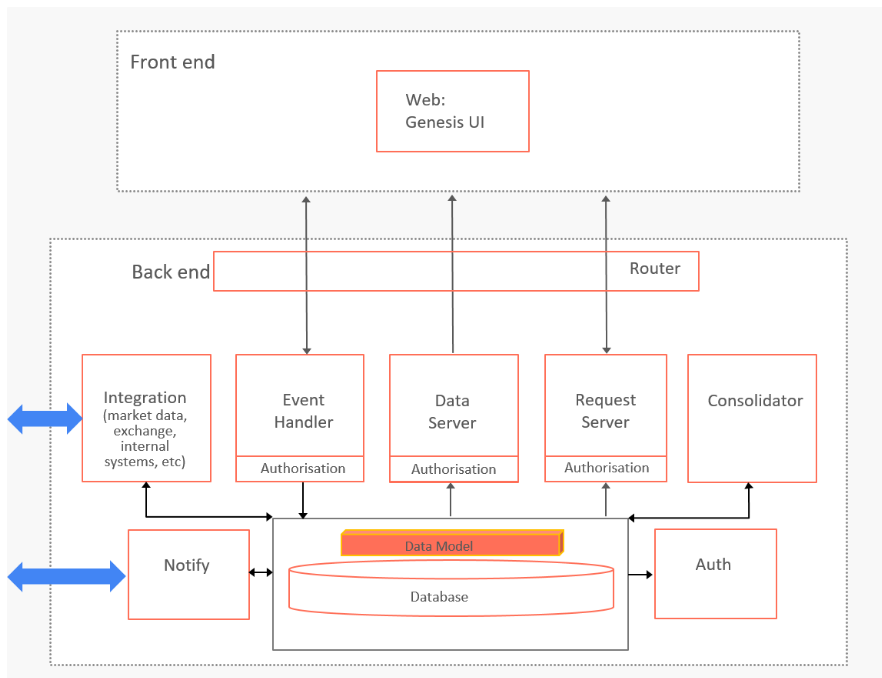 Front end
Web:
Genesis UI
Back end
Router
Integration
(market data,
exchange,
internal
systems, etc)
Event
Handler
Authorisation
Data
Server
Authorisation
Request
Server
Authorisation
Consolidator
Notify
Data Model
Database
Auth